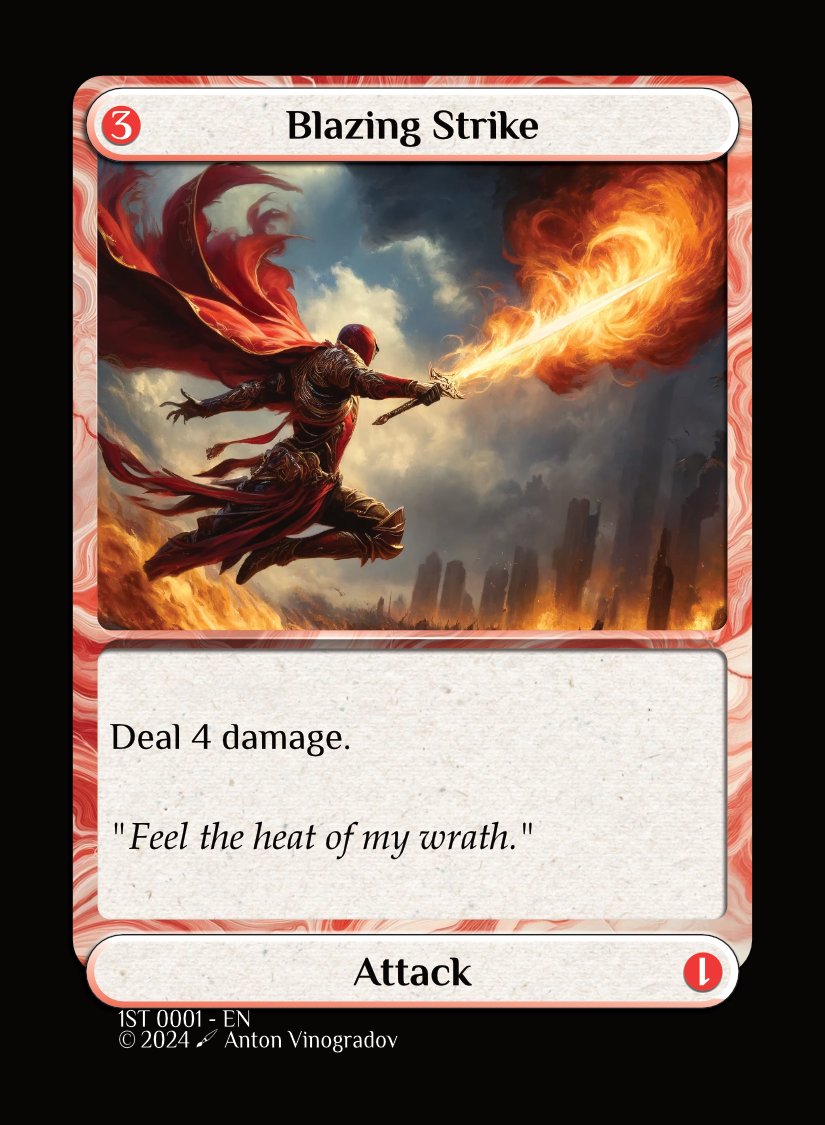 3 Blazing Strike
Deal 4 damage.
"Feel the heat of my wrath."
Attack 1
1ST 0001 - EN
© 2024 Anton Vinogradov